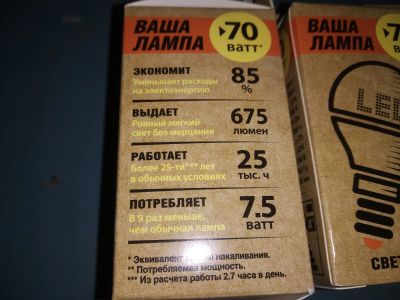 ВАША
ЛАМПА
70
ВАТТ*
ЭКОНОМИТ
Уменьшает расходы
на электоэнергию
85
%
ВЫДАЕТ
Ровный мягкий
свет без мерцания
675
люмен
РАБОТАЕТ
Более 25-ти*** лет
в обычных условиях
25
тыс. ч
ПОТРЕБЛЯЕТ
В 9 раз меньше,
чем обычная лампа
7.5
ватт
* Эквивалент лампы накаливания.
** Потребляемая мощность.
*** Из расчета работы 2.7 часа в день.
ВАША
ЛАМПА
LED
СВЕ